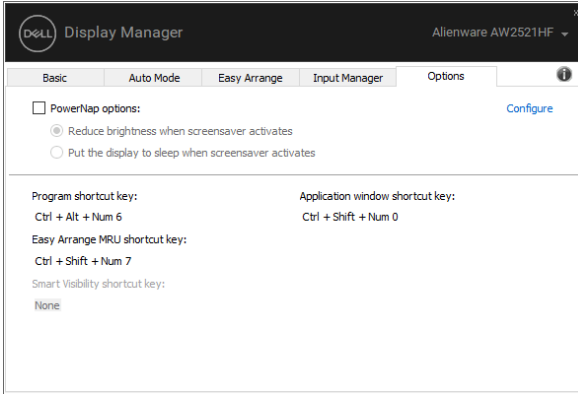 DELL Display Manager
Alienware AW2521HF
Basic Auto Mode Easy Arrange Input Manager Options
PowerNap options:
Configure
Reduce brightness when screensaver activates
Put the display to sleep when screensaver activates
Program shortcut key:
Application window shortcut key:
Ctrl + Alt + Num 6
Ctrl + Shift + Num 0
Easy Arrange MRU shortcut key:
Ctrl + Shift + Num 7
Smart Visibility shortcut key:
None